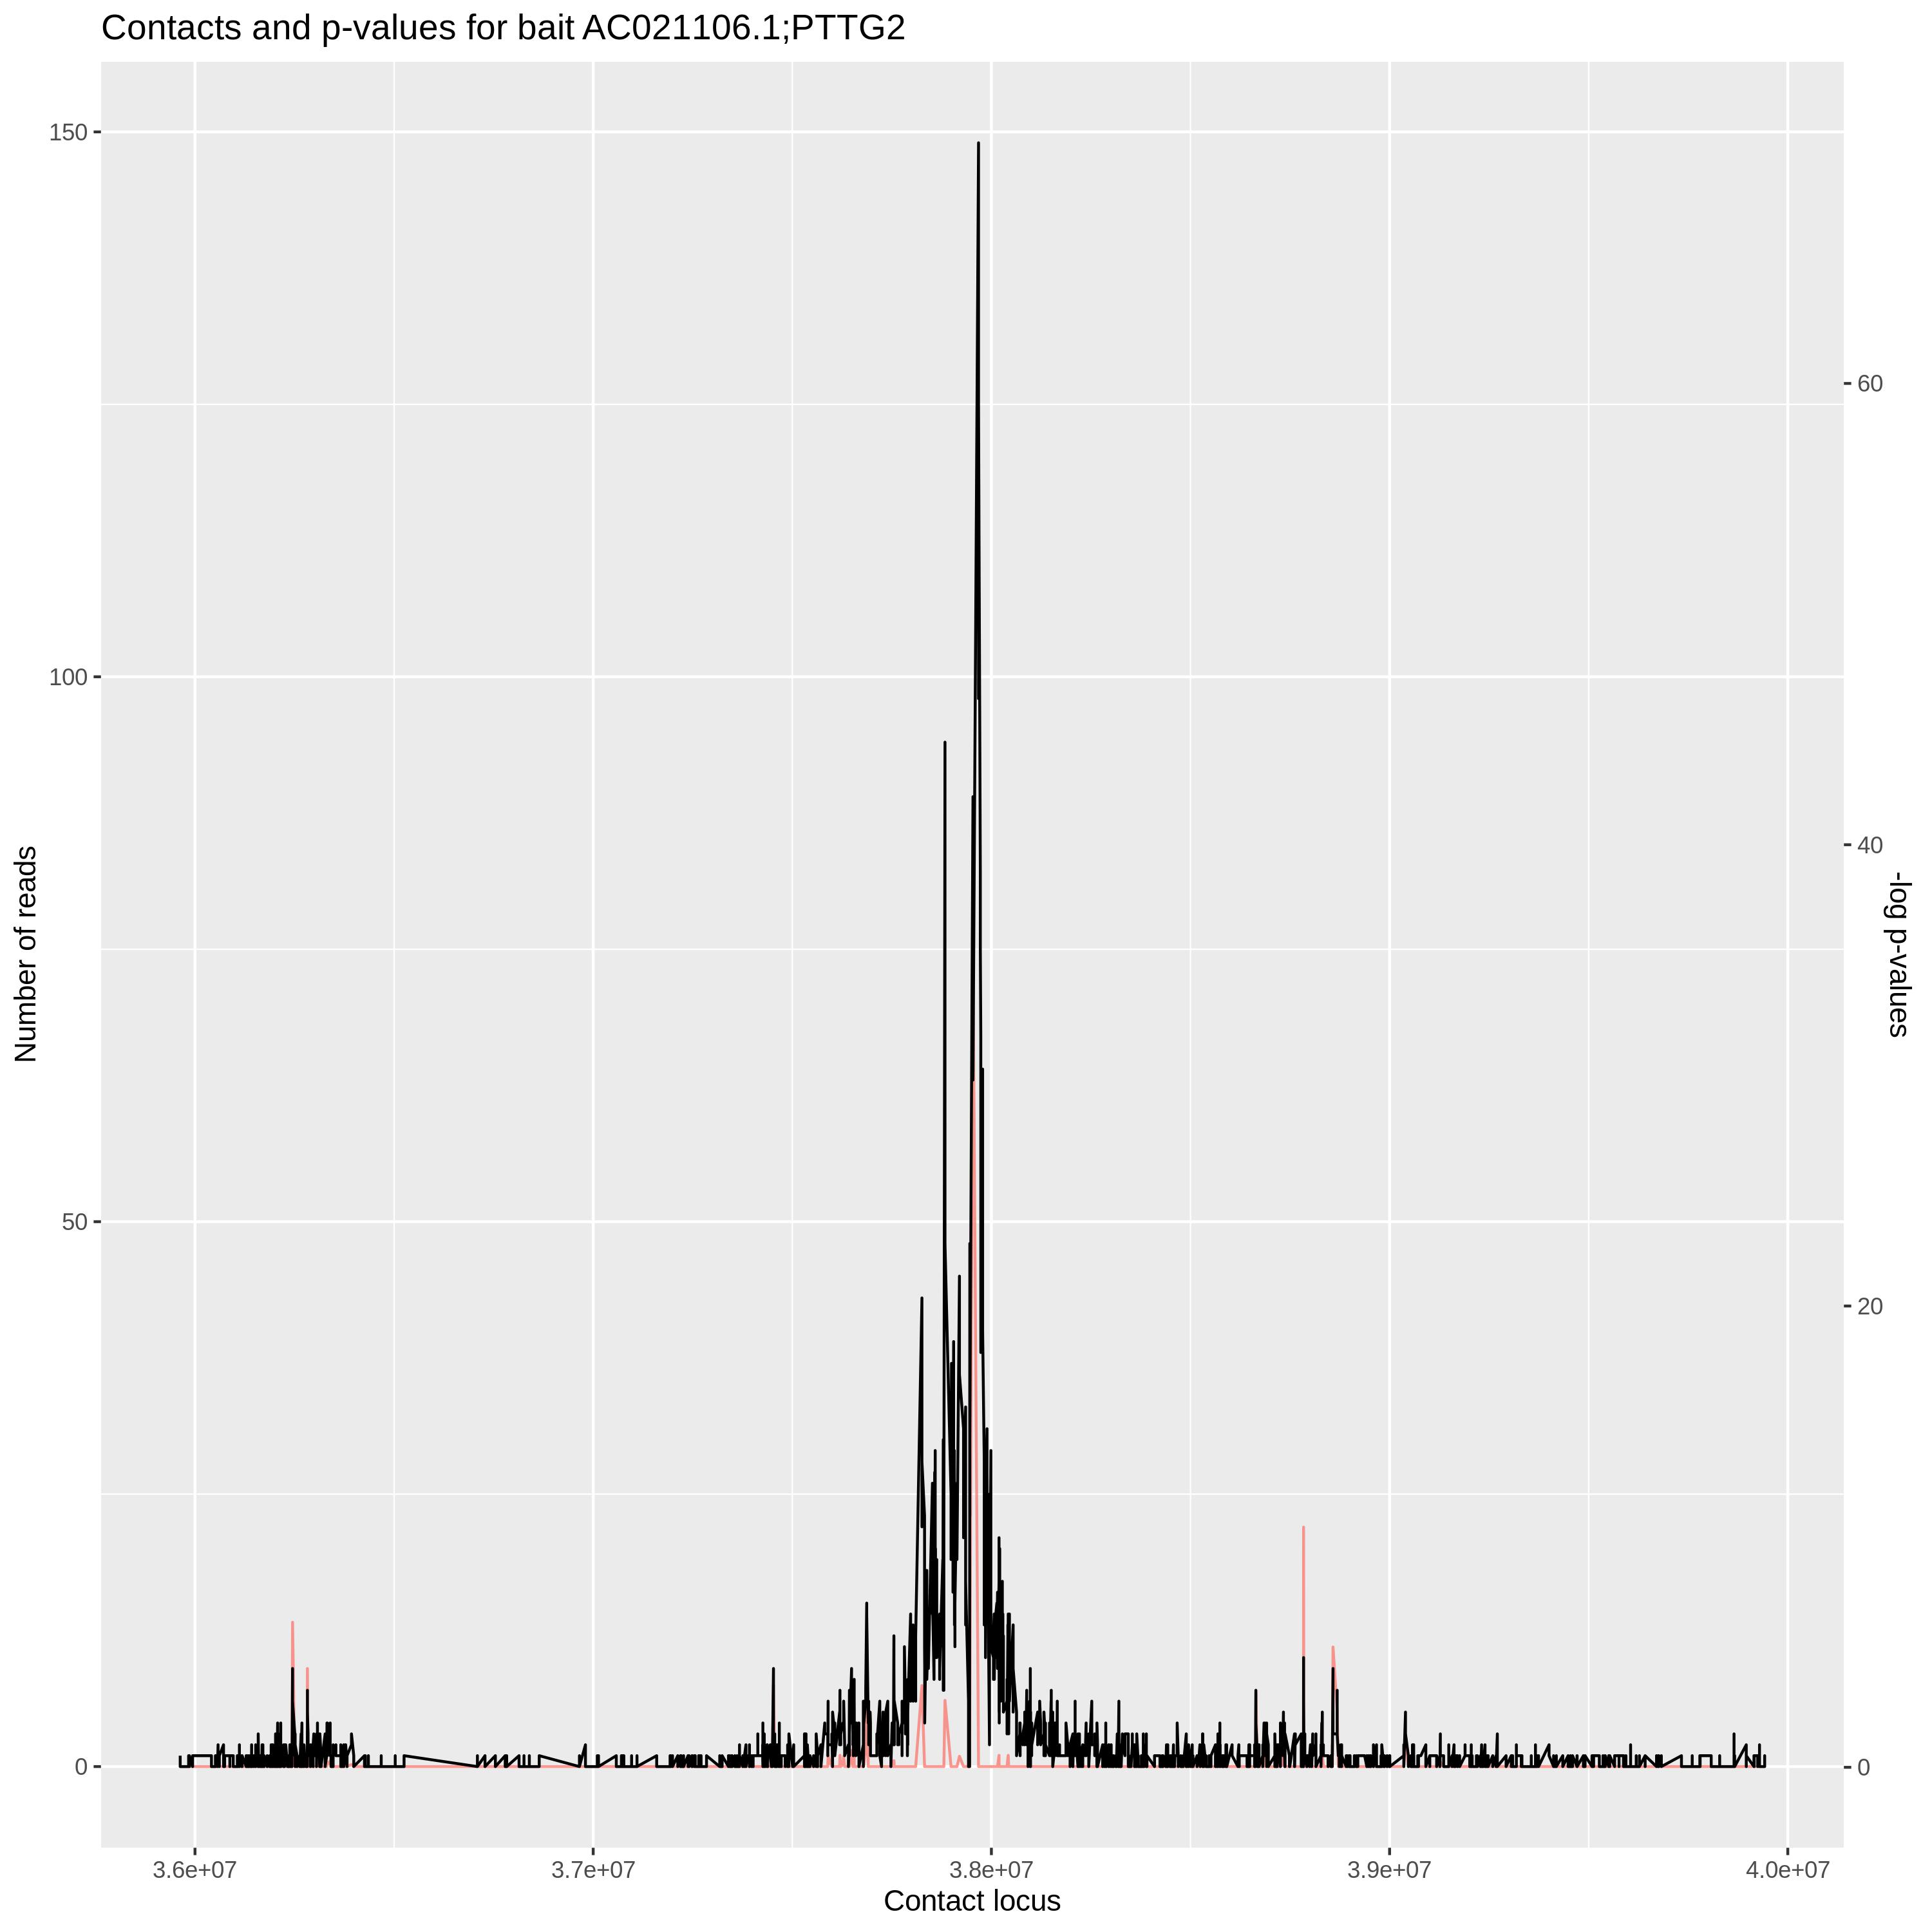 Contacts and p-values for bait AC021106.1;PTTG2
150
100
50
0
Number of reads
60
40
20
0
-log p-values
3.6e+07 3.7e+07 3.8e+07 3.9e+07 4.0e+07
Contact locus